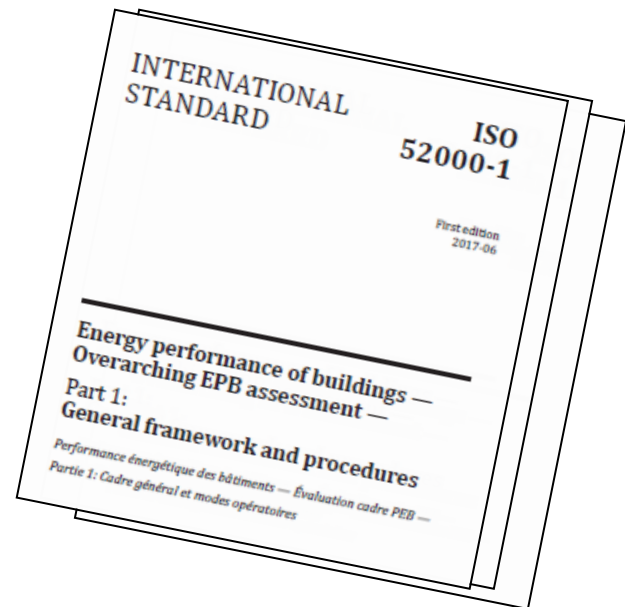 INTERNATIONAL
STANDARD
ISO
52000-1
First edition
2017-06
Energy performance of buildings —
Overarching EPB assessment —
Part 1:
General framework and procedures
Performance énergétique des bâtiments — Évaluation cadre PEB —
Partie 1: Cadre général et modes opératoires